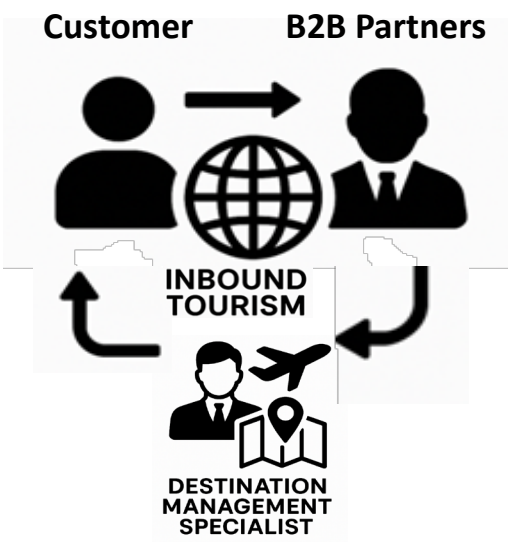 Customer
B2B Partners
INBOUND
TOURISM
DESTINATION
MANAGEMENT
SPECIALIST